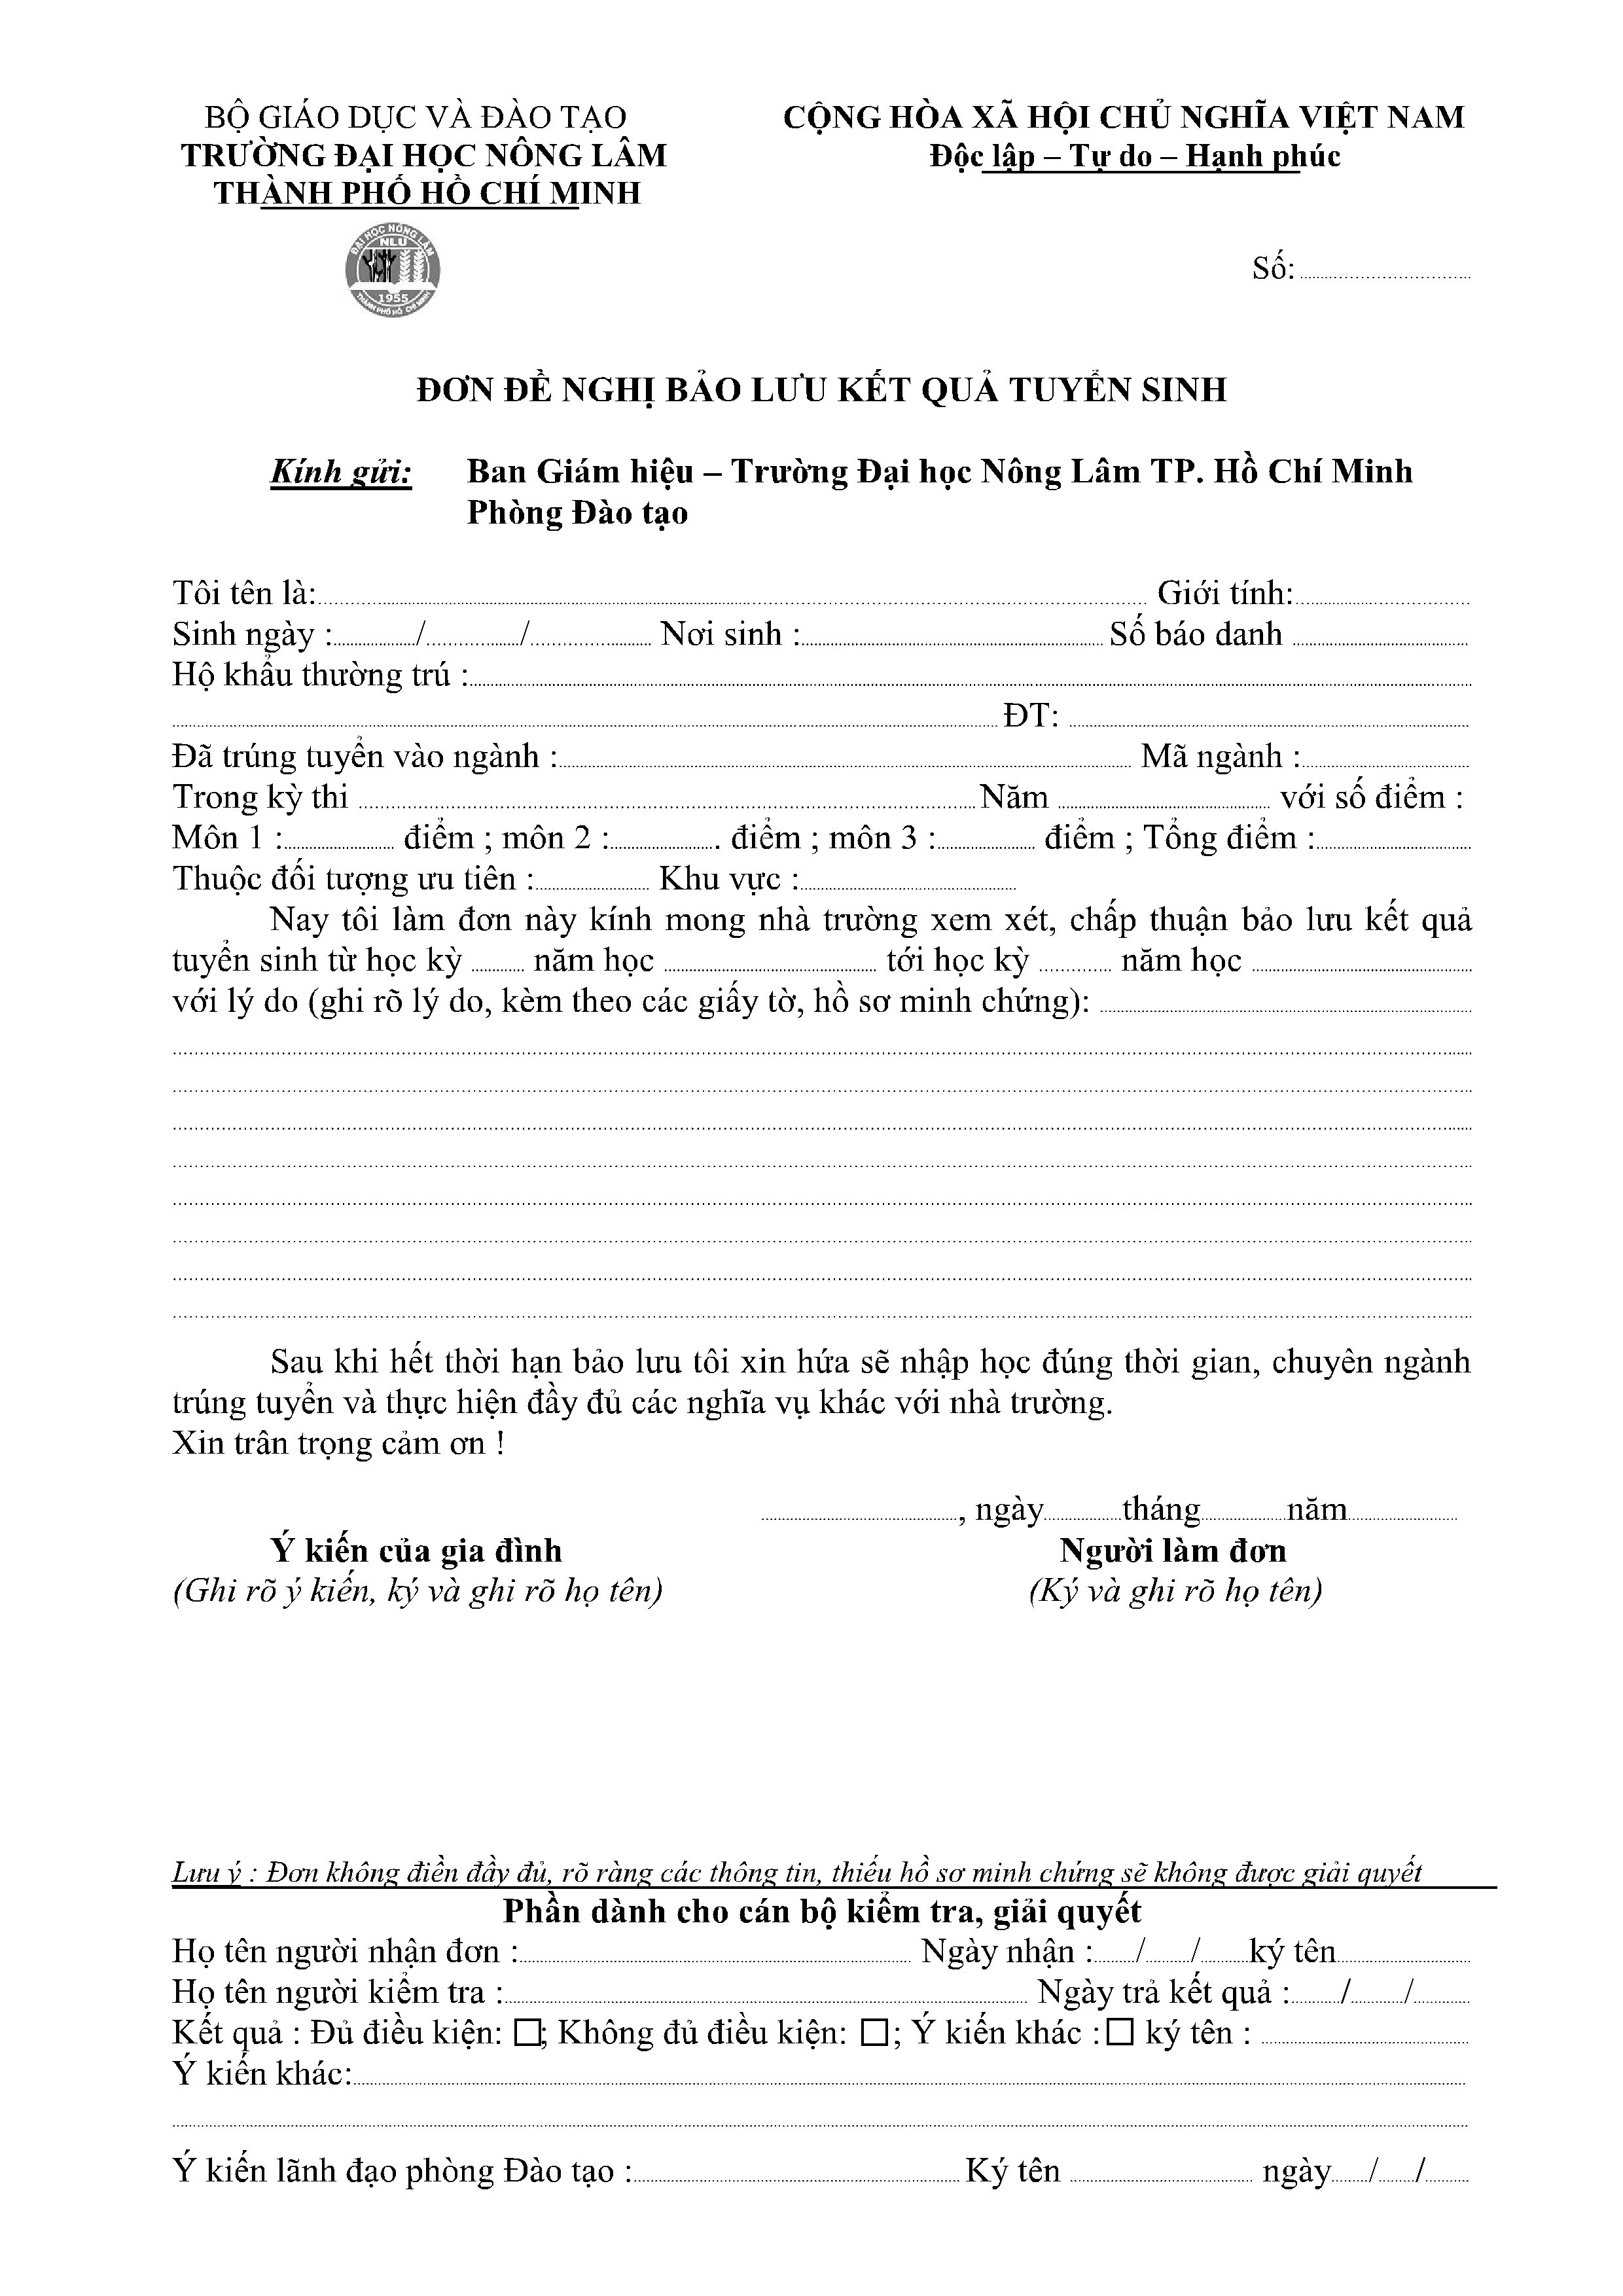 BỘ GIÁO DỤC VÀ ĐÀO TẠO
TRƯỜNG ĐẠI HỌC NÔNG LÂM
THÀNH PHỐ HỒ CHÍ MINH
CỘNG HÒA XÃ HỘI CHỦ NGHĨA VIỆT NAM
Độc lập – Tự do – Hạnh phúc
ĐẠI HỌC NÔNG LÂM
NLU
1955
THÀNH PHỐ HỒ CHÍ MINH
Số:....................
ĐƠN ĐỀ NGHỊ BẢO LƯU KẾT QUẢ TUYỂN SINH
Kính gửi: Ban Giám hiệu – Trường Đại học Nông Lâm TP. Hồ Chí Minh
Phòng Đào tạo
Tôi tên là:.................... Giới tính:....................
Sinh ngày :........../........../.......... Nơi sinh :.................... Số báo danh ....................
Hộ khẩu thường trú :....................
.................... ĐT: ....................
Đã trúng tuyển vào ngành :.................... Mã ngành :....................
Trong kỳ thi .................... Năm .................... với số điểm :
Môn 1 :.......... điểm ; môn 2 :.......... điểm ; môn 3 :.......... điểm ; Tổng điểm :..........
Thuộc đối tượng ưu tiên :.......... Khu vực :....................
Nay tôi làm đơn này kính mong nhà trường xem xét, chấp thuận bảo lưu kết quả
tuyển sinh từ học kỳ ....... năm học .................... tới học kỳ .......... năm học ....................
với lý do (ghi rõ lý do, kèm theo các giấy tờ, hồ sơ minh chứng): ....................
Sau khi hết thời hạn bảo lưu tôi xin hứa sẽ nhập học đúng thời gian, chuyên ngành
trúng tuyển và thực hiện đầy đủ các nghĩa vụ khác với nhà trường.
Xin trân trọng cảm ơn !
...................., ngày..........tháng..........năm..........
Ý kiến của gia đình Người làm đơn
(Ghi rõ ý kiến, ký và ghi rõ họ tên) (Ký và ghi rõ họ tên)
Lưu ý : Đơn không điền đầy đủ, rõ ràng các thông tin, thiếu hồ sơ minh chứng sẽ không được giải quyết
Phần dành cho cán bộ kiểm tra, giải quyết
Họ tên người nhận đơn :.................... Ngày nhận :....../....../......ký tên....................
Họ tên người kiểm tra :.................... Ngày trả kết quả :....../....../......
Kết quả : Đủ điều kiện: ☐; Không đủ điều kiện: ☐; Ý kiến khác :☐ ký tên : ....................
Ý kiến khác:....................
Ý kiến lãnh đạo phòng Đào tạo :.................... Ký tên .................... ngày....../....../......